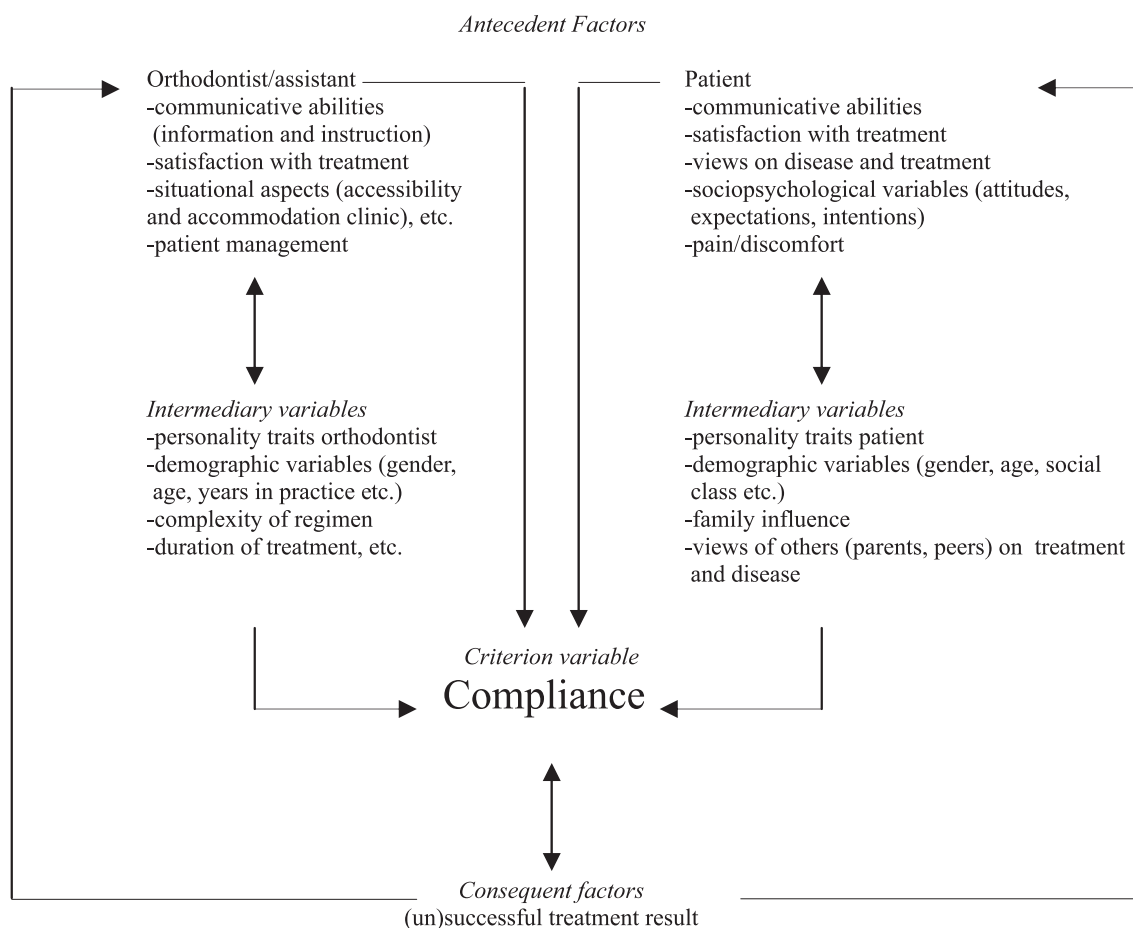 Antecedent Factors
Orthodontist/assistant
-communicative abilities
(information and instruction)
-satisfaction with treatment
-situational aspects (accessibility
and accommodation clinic), etc.
-patient management
Patient
-communicative abilities
-satisfaction with treatment
-views on disease and treatment
-sociopsychological variables (attitudes,
expectations, intentions)
-pain/discomfort
Intermediary variables
-personality traits orthodontist
-demographic variables (gender,
age, years in practice etc.)
-complexity of regimen
-duration of treatment, etc.
Intermediary variables
-personality traits patient
-demographic variables (gender, age, social
class etc.)
-family influence
-views of others (parents, peers) on treatment
and disease
Criterion variable
Compliance
Consequent factors
(un)successful treatment result